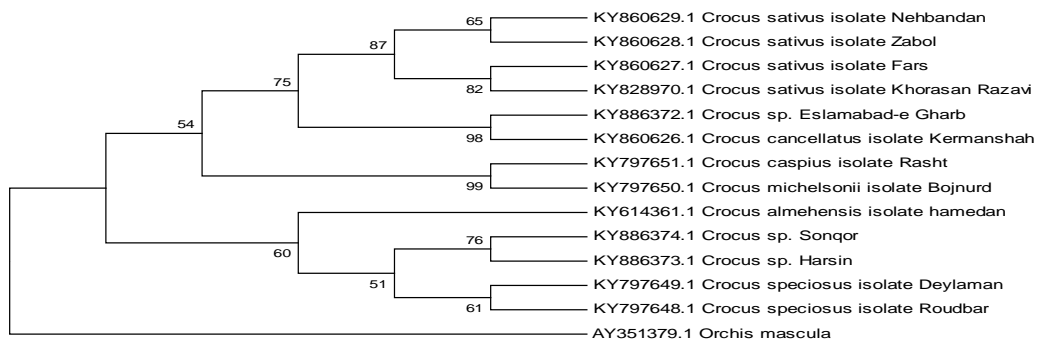 65
KY860629.1 Crocus sativus isolate Nehbandan
87
KY860628.1 Crocus sativus isolate Zabol
75
KY860627.1 Crocus sativus isolate Fars
82
KY828970.1 Crocus sativus isolate Khorasan Razavi
54
KY886372.1 Crocus sp. Eslamabad-e Gharb
98
KY860626.1 Crocus cancellatus isolate Kermanshah
KY797651.1 Crocus caspius isolate Rasht
99
KY797650.1 Crocus michelsonii isolate Bojnurd
KY614361.1 Crocus almehensis isolate hamedan
60
76
KY886374.1 Crocus sp. Sonqor
51
KY886373.1 Crocus sp. Harsin
KY797649.1 Crocus speciosus isolate Deylaman
61
KY797648.1 Crocus speciosus isolate Roudbar
AY351379.1 Orchis mascula